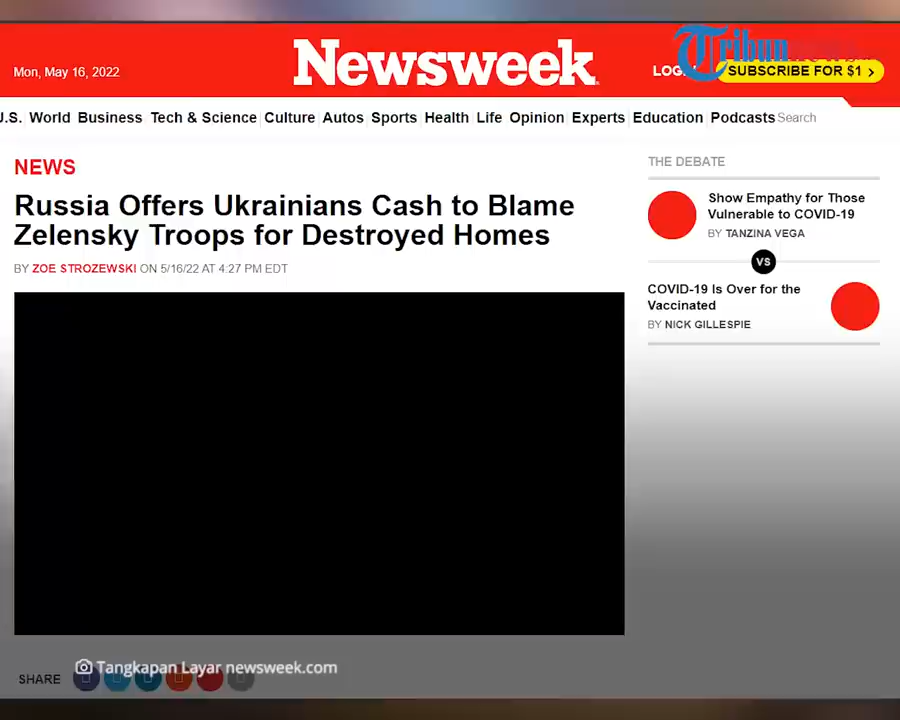 Mon, May 16, 2022
Newsweek
Tribun
SUBSCRIBE FOR $1 >
U.S. World Business Tech & Science Culture Autos Sports Health Life Opinion Experts Education Podcasts Search
NEWS
Russia Offers Ukrainians Cash to Blame
Zelensky Troops for Destroyed Homes
BY ZOE STROZEWSKI ON 5/16/22 AT 4:27 PM EDT
THE DEBATE
Show Empathy for Those
Vulnerable to COVID-19
BY TANZINA VEGA
VS
COVID-19 Is Over for the
Vaccinated
BY NICK GILLESPIE
SHARE
Tangkapan Layar newsweek.com